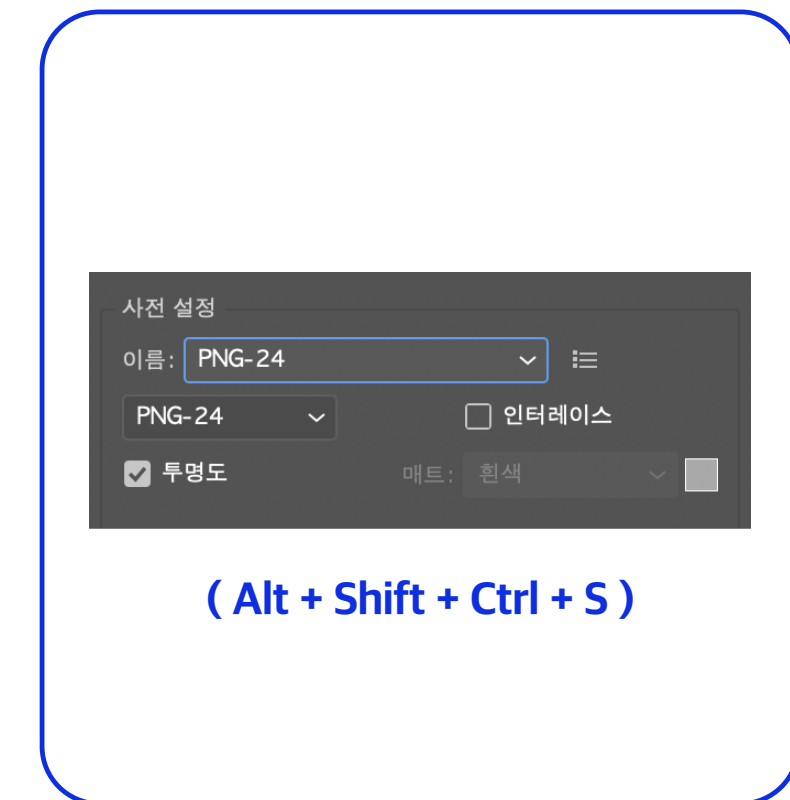 사전 설정
이름: PNG-24
PNG-24 인터레이스
투명도 매트: 흰색
( Alt + Shift + Ctrl + S )